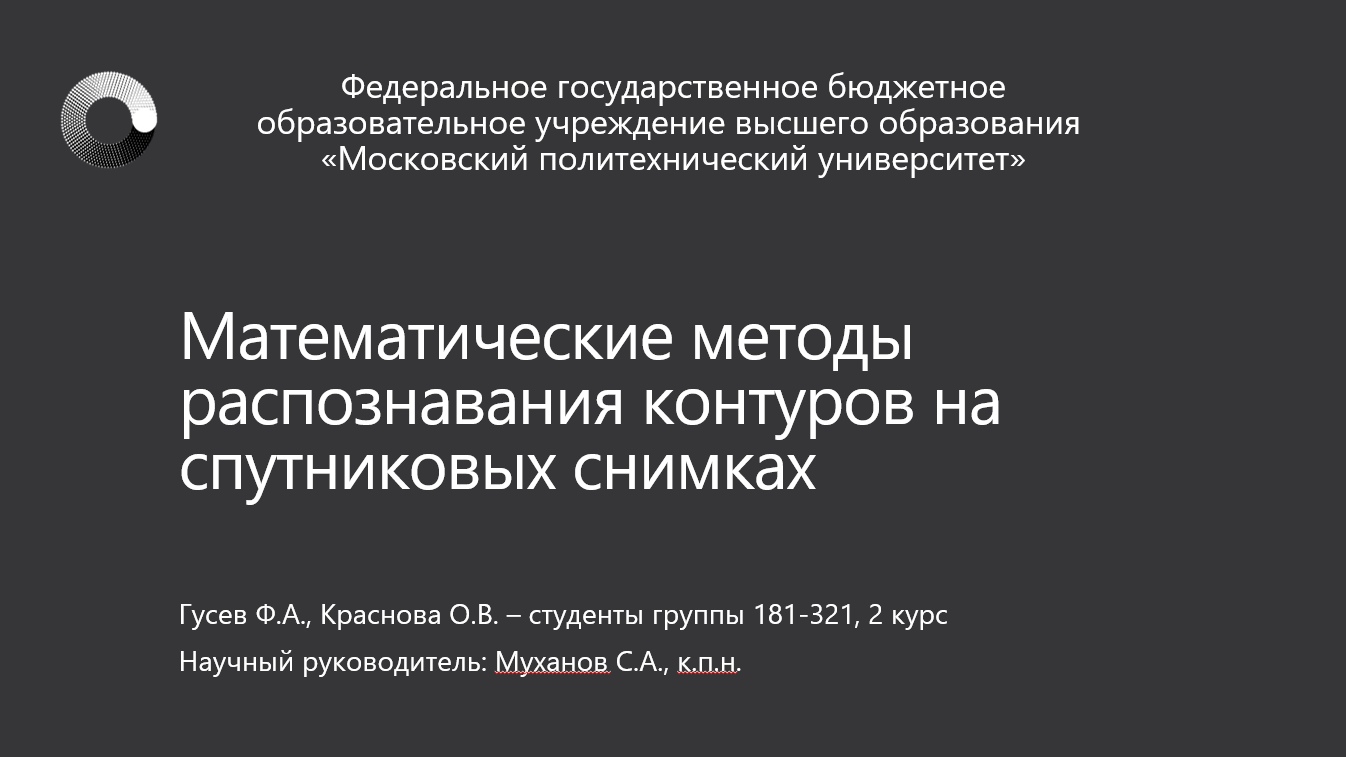 Федеральное государственное бюджетное
образовательное учреждение высшего образования
«Московский политехнический университет»
Математические методы
распознавания контуров на
спутниковых снимках
Гусев Ф.А., Краснова О.В. – студенты группы 181-321, 2 курс
Научный руководитель: Муханов С.А., к.п.н.